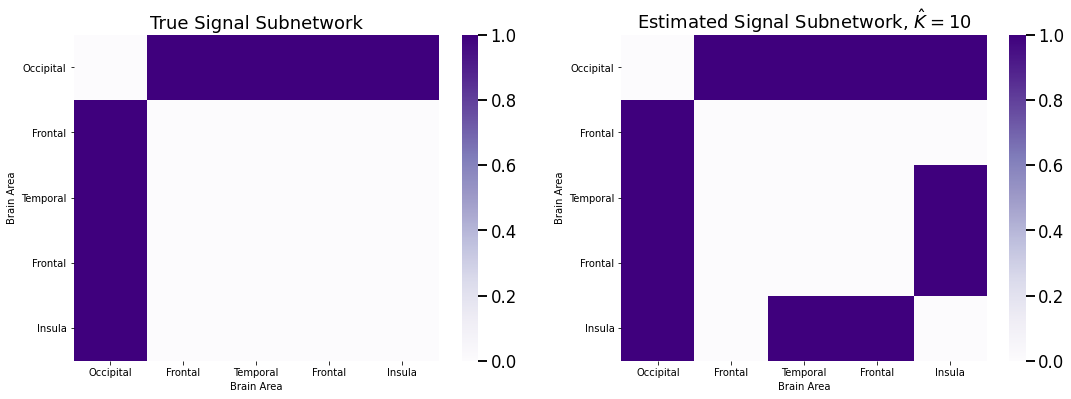 True Signal Subnetwork
Occipital
Frontal
Temporal
Frontal
Insula
Brain Area
Occipital Frontal Temporal Frontal Insula
Brain Area
1.0
0.8
0.6
0.4
0.2
0.0
Estimated Signal Subnetwork, K̂ = 10
Occipital
Frontal
Temporal
Frontal
Insula
Brain Area
Occipital Frontal Temporal Frontal Insula
Brain Area
1.0
0.8
0.6
0.4
0.2
0.0